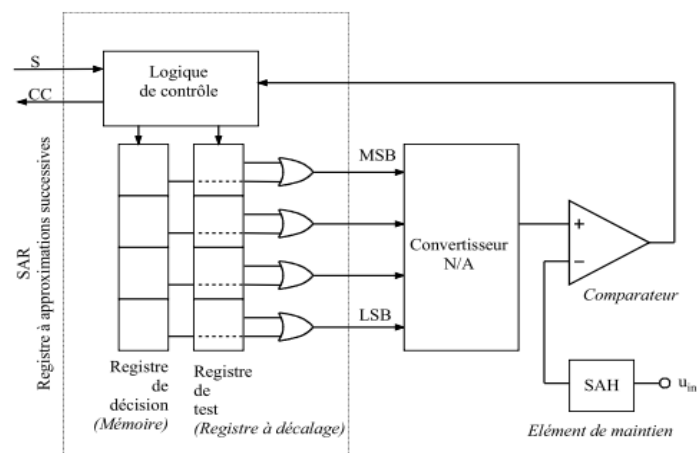 S
CC
Logique
de contrôle
SAR
Registre à approximations successives
MSB
LSB
Convertisseur
N/A
+
−
Comparateur
SAH
u_in
Elément de maintien
Registre
de
décision
(Mémoire)
Registre
de
test
(Registre à décalage)